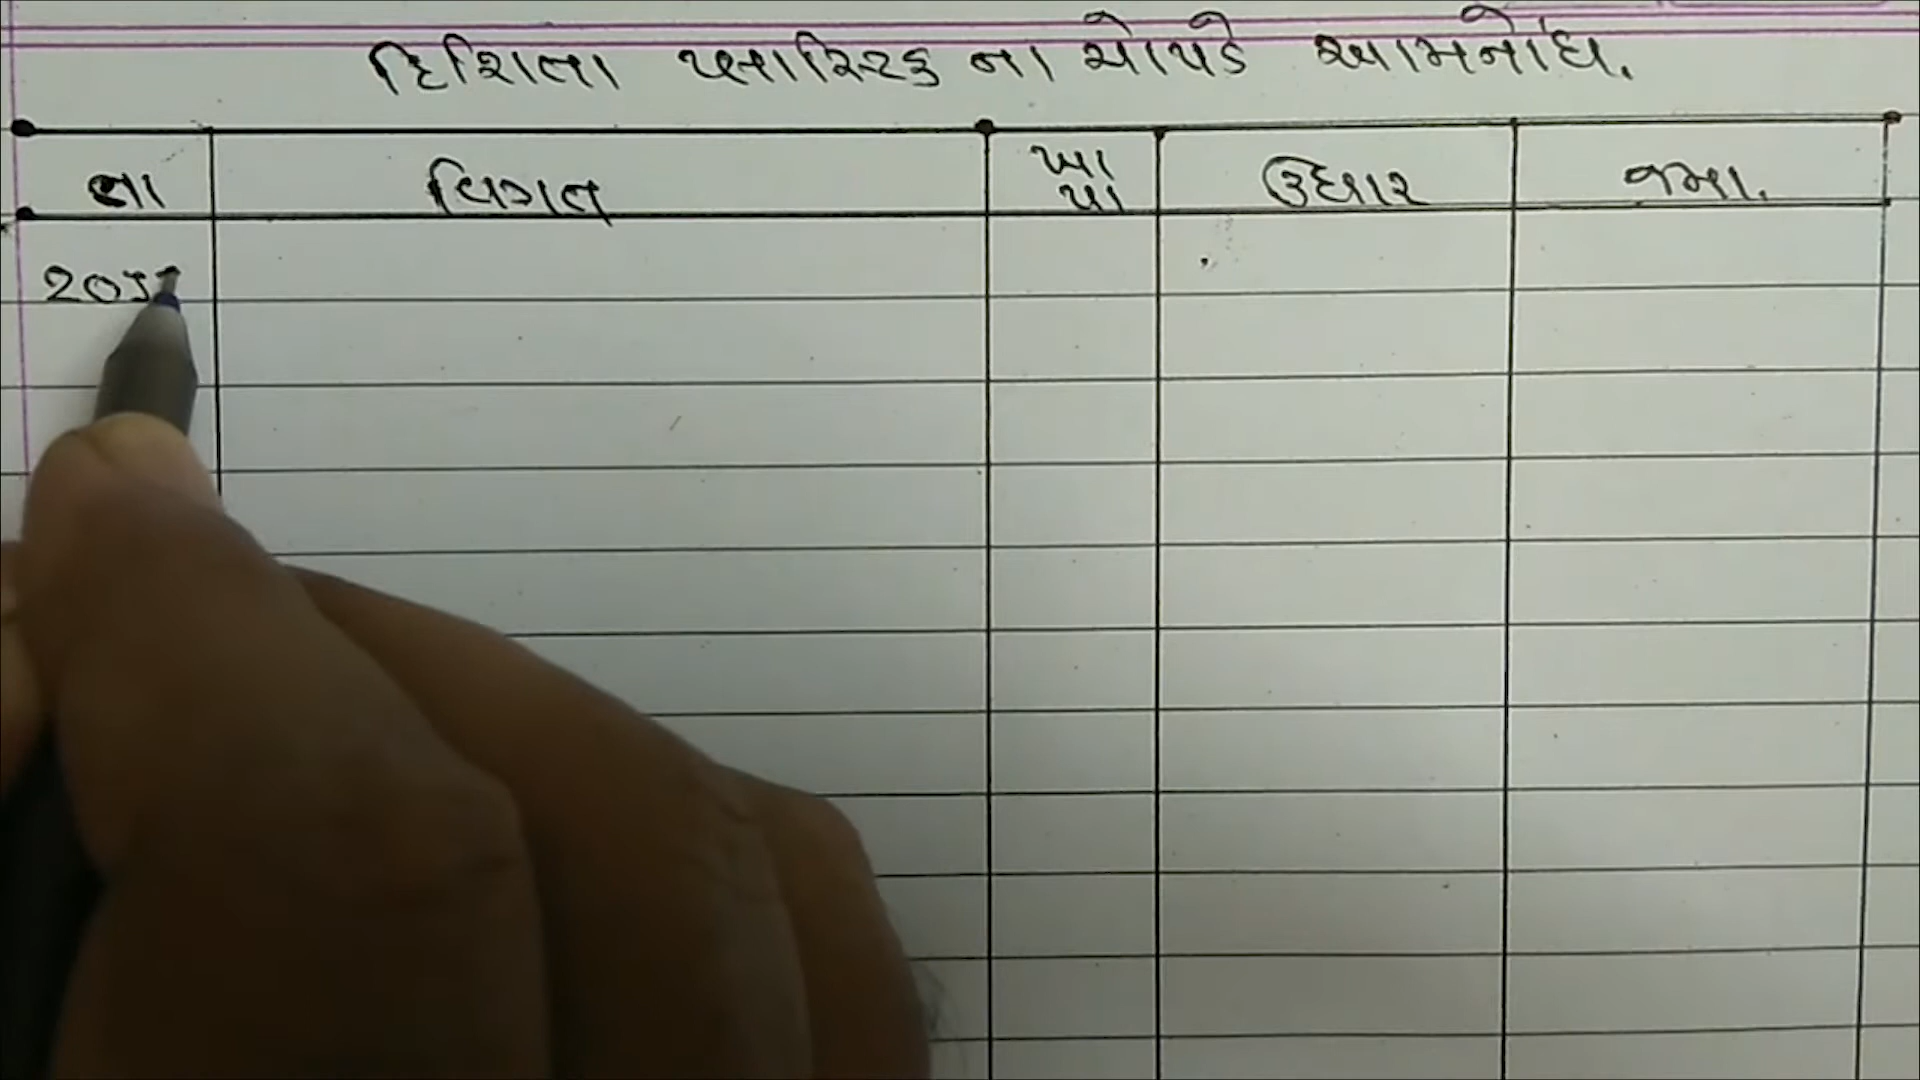 દિશિતા પ્લાસ્ટિક ના ચોપડે આમનોંધ.
તા વિગત ખા પા ઉધાર જમા.